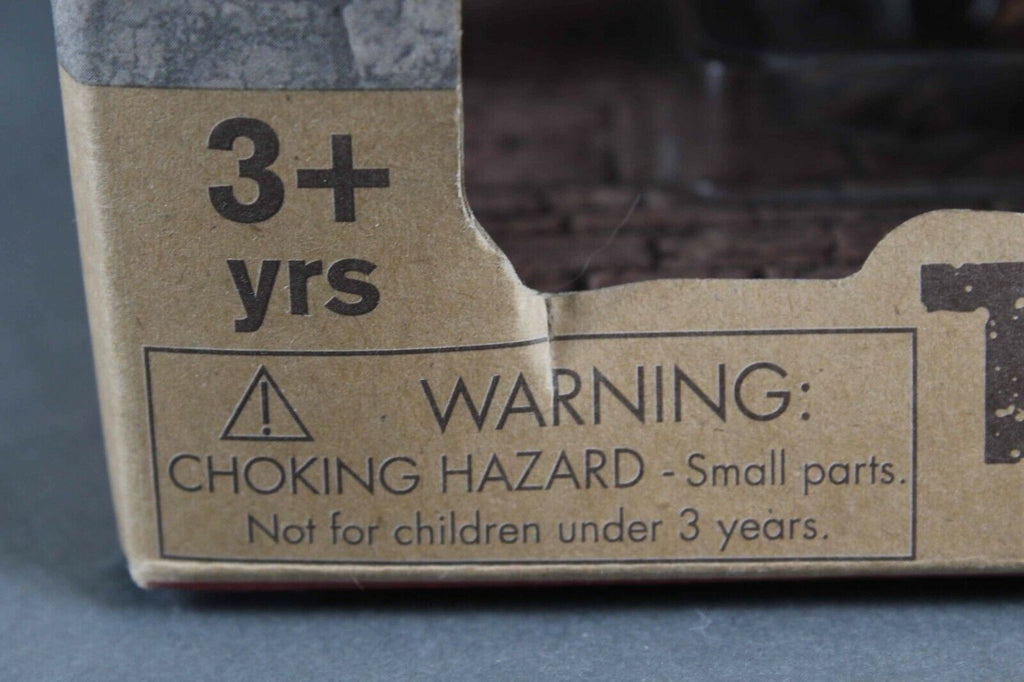 3+
yrs
WARNING:
CHOKING HAZARD - Small parts.
Not for children under 3 years.
T